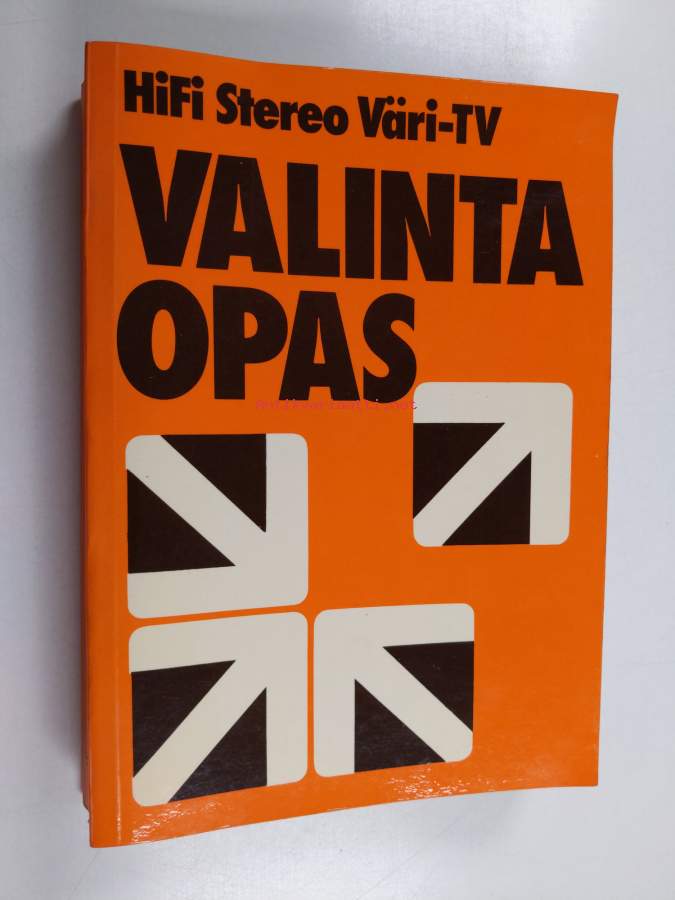 HiFi Stereo Väri-TV
VALINTA
OPAS